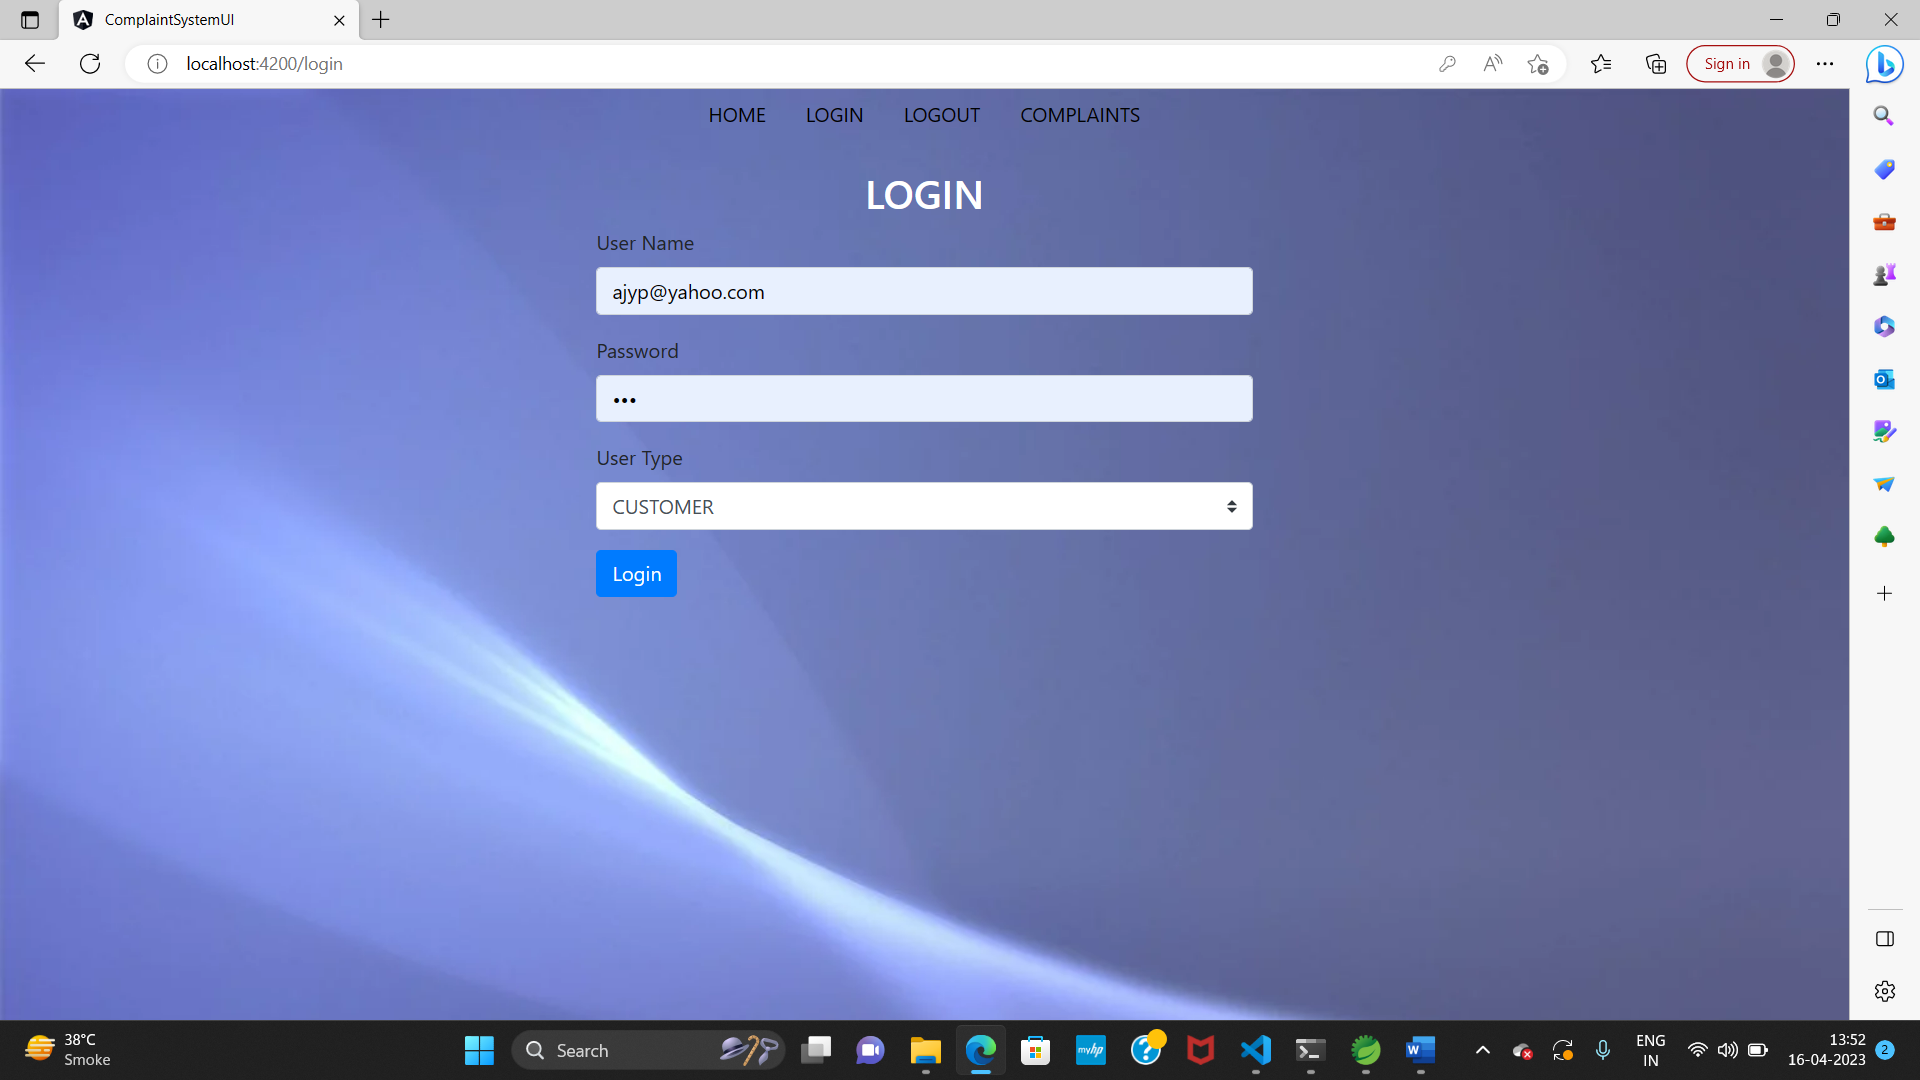 ComplaintSystemUI
localhost:4200/login
Sign in
HOME LOGIN LOGOUT COMPLAINTS
LOGIN
User Name
ajyp@yahoo.com
Password
•••
User Type
CUSTOMER
Login
38°C
Smoke
Search
myhp
ENG
IN
13:52
16-04-2023
2